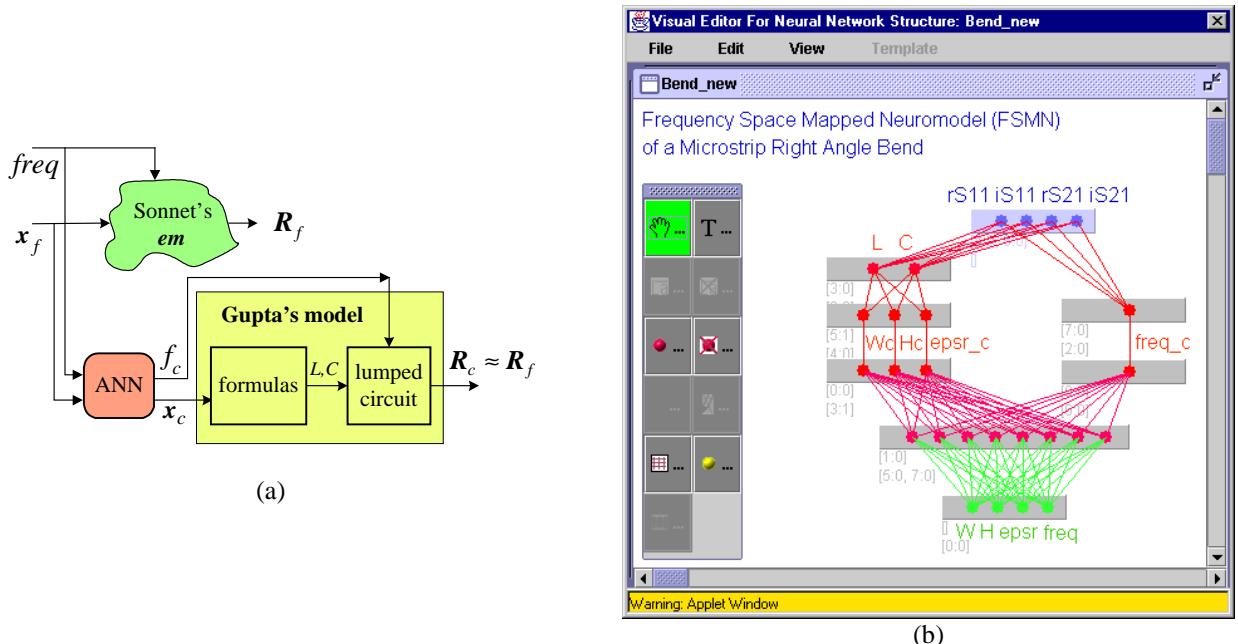 freq
x_f
Sonnet's
em
R_f
Gupta's model
f_c
ANN
x_c
formulas
L,C
lumped
circuit
R_c ≈ R_f
(a)
Visual Editor For Neural Network Structure: Bend_new
File Edit View Template
Bend_new
Frequency Space Mapped Neuromodel (FSMN)
of a Microstrip Right Angle Bend
rS11 iS11 rS21 iS21
L C
[3:0]
T ...
[5:1]
[4:0]
[7:0]
[2:0]
Wc Hc epsr_c
freq_c
[0:0]
[3:1]
[1:0]
[5:0, 7:0]
W H epsr freq
[0:0]
Warning: Applet Window
(b)